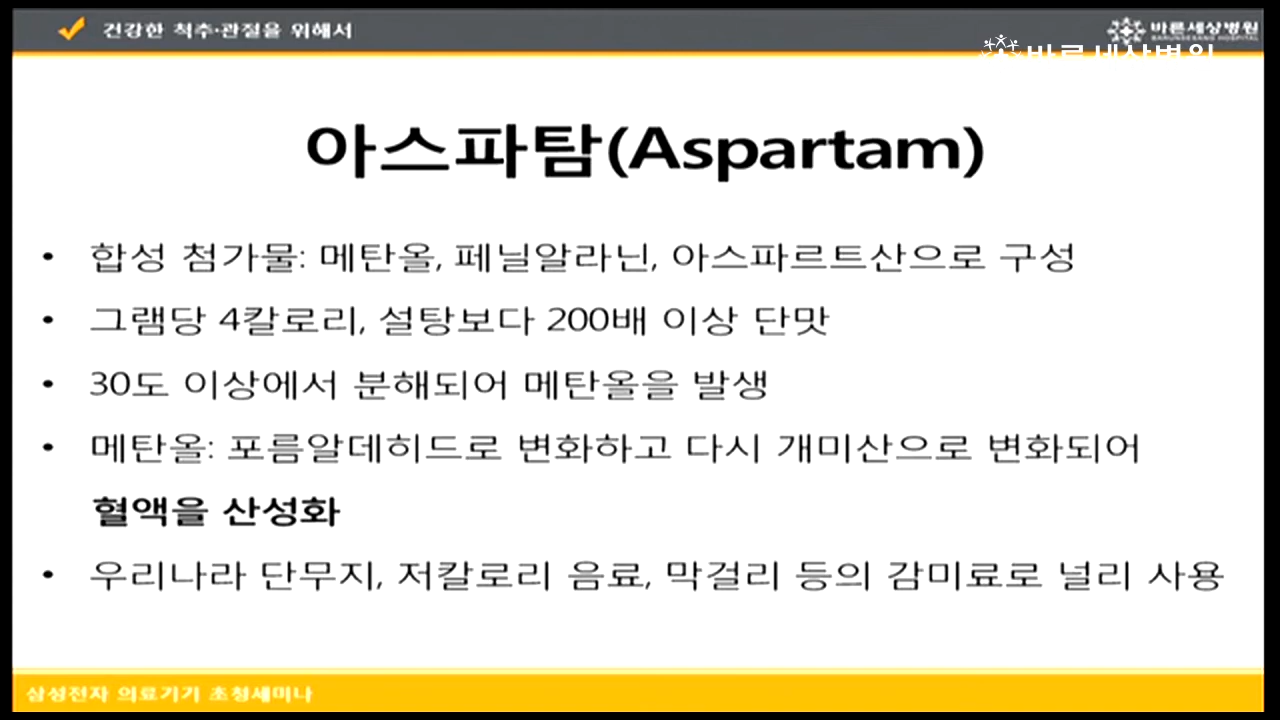 건강한 척추·관절을 위해서
바른세상병원
바른세상병원
아스파탐(Aspartam)
• 합성 첨가물: 메탄올, 페닐알라닌, 아스파르트산으로 구성
• 그램당 4칼로리, 설탕보다 200배 이상 단맛
• 30도 이상에서 분해되어 메탄올을 발생
• 메탄올: 포름알데히드로 변화하고 다시 개미산으로 변화되어
혈액을 산성화
• 우리나라 단무지, 저칼로리 음료, 막걸리 등의 감미료로 널리 사용
삼성전자 의료기기 초청세미나